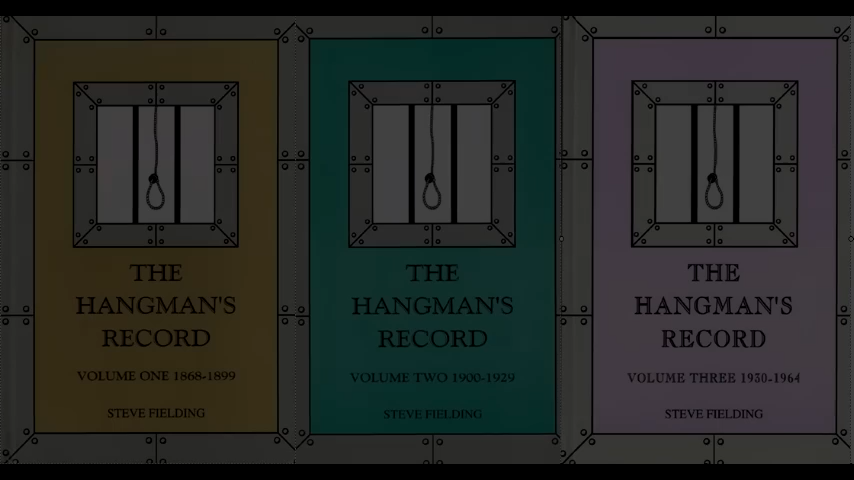 THE
HANGMAN'S
RECORD
VOLUME ONE 1868-1899
STEVE FIELDING
THE
HANGMAN'S
RECORD
VOLUME TWO 1900-1929
STEVE FIELDING
THE
HANGMAN'S
RECORD
VOLUME THREE 1930-1964
STEVE FIELDING